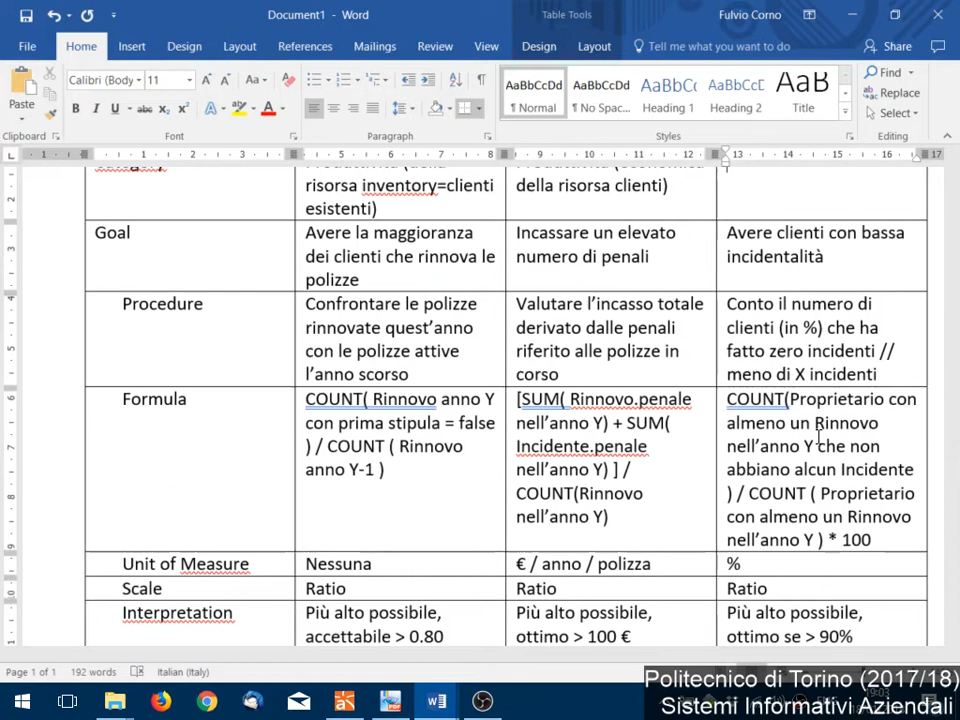 Document1 - Word
Table Tools
Fulvio Corno
File Home Insert Design Layout References Mailings Review View Design Layout Tell me what you want to do Share
Paste
Calibri (Body 11
AaBbCcDd AaBbCcDd AaBbCc AaBbCcD AaB
¶ Normal ¶ No Spac... Heading 1 Heading 2 Title
Find
Replace
Select
Clipboard Font Paragraph Styles Editing
risorsa inventory=clienti
esistenti)
della risorsa clienti)
Goal
Avere la maggioranza
dei clienti che rinnova le
polizze
Incassare un elevato
numero di penali
Avere clienti con bassa
incidentalità
Procedure
Confrontare le polizze
rinnovate quest’anno
con le polizze attive
l’anno scorso
Valutare l’incasso totale
derivato dalle penali
riferito alle polizze in
corso
Conto il numero di
clienti (in %) che ha
fatto zero incidenti //
meno di X incidenti
Formula
COUNT( Rinnovo anno Y
con prima stipula = false
) / COUNT ( Rinnovo
anno Y-1 )
[SUM( Rinnovo.penale
nell’anno Y) + SUM(
Incidente.penale
nell’anno Y) ] /
COUNT(Rinnovo
nell’anno Y)
COUNT(Proprietario con
almeno un Rinnovo
nell’anno Y che non
abbiano alcun Incidente
) / COUNT ( Proprietario
con almeno un Rinnovo
nell’anno Y ) * 100
Unit of Measure
Nessuna
€ / anno / polizza
%
Scale
Ratio
Ratio
Ratio
Interpretation
Più alto possibile,
accettabile > 0.80
Più alto possibile,
ottimo > 100 €
Più alto possibile,
ottimo se > 90%
Page 1 of 1 192 words Italian (Italy)
Politecnico di Torino (2017/18)
Sistemi Informativi Aziendali
19:03